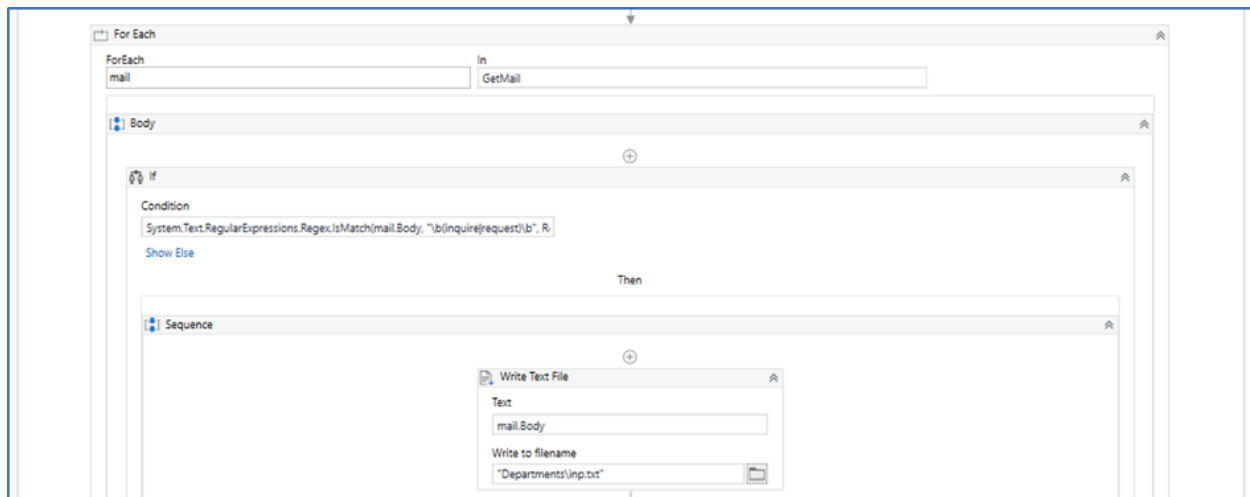 For Each
ForEach
In
mail
GetMail
Body
If
Condition
System.Text.RegularExpressions.Regex.IsMatch(mail.Body, "\b(inquire|request)\b", R
Show Else
Then
Sequence
Write Text File
Text
mail.Body
Write to filename
"Departments\inp.txt"